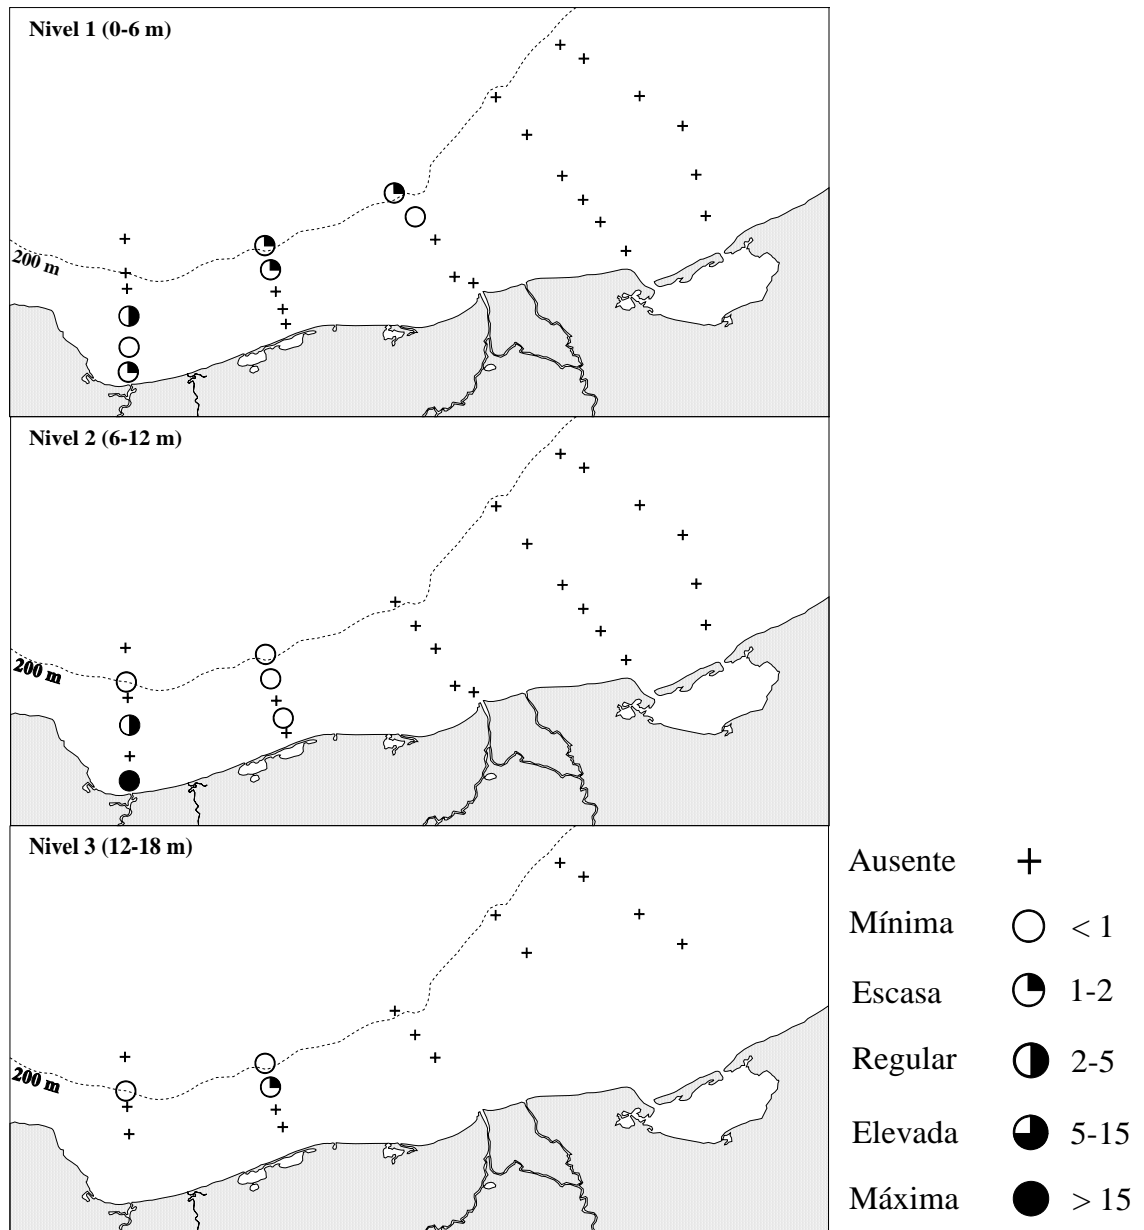 Nivel 1 (0-6 m)
200 m
Nivel 2 (6-12 m)
200 m
Nivel 3 (12-18 m)
200 m
Ausente
Mínima < 1
Escasa 1-2
Regular 2-5
Elevada 5-15
Máxima > 15